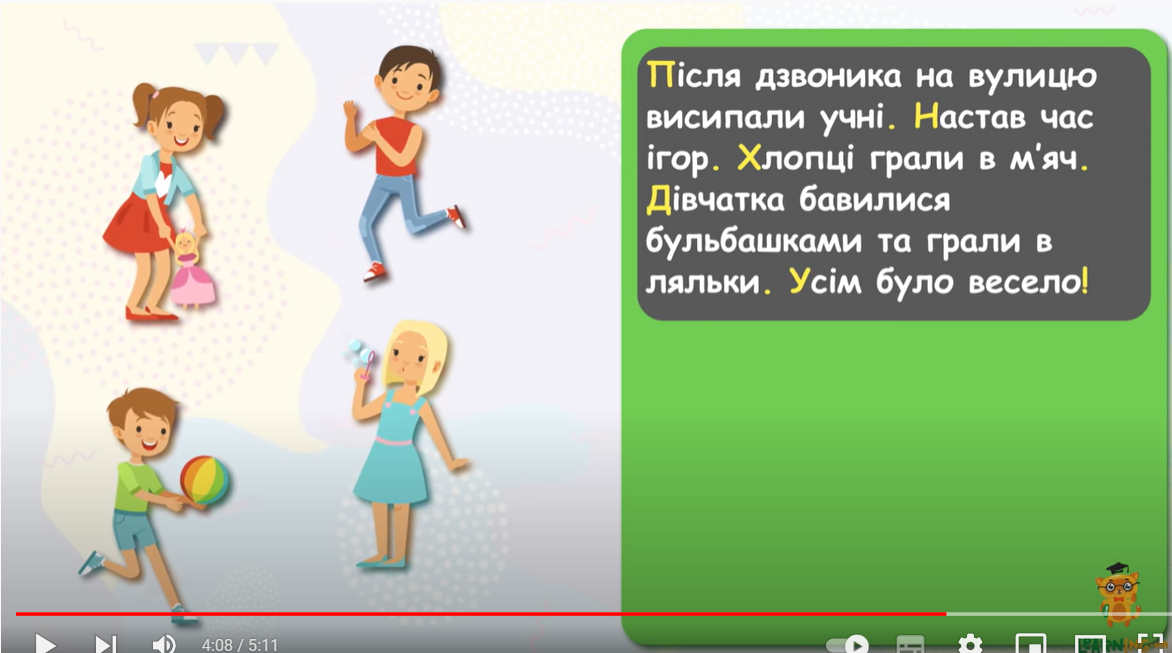 Після дзвоника на вулицю
висипали учні. Настав час
ігор. Хлопці грали в м'яч.
Дівчатка бавилися
бульбашками та грали в
ляльки. Усім було весело!
4:08 / 5:11